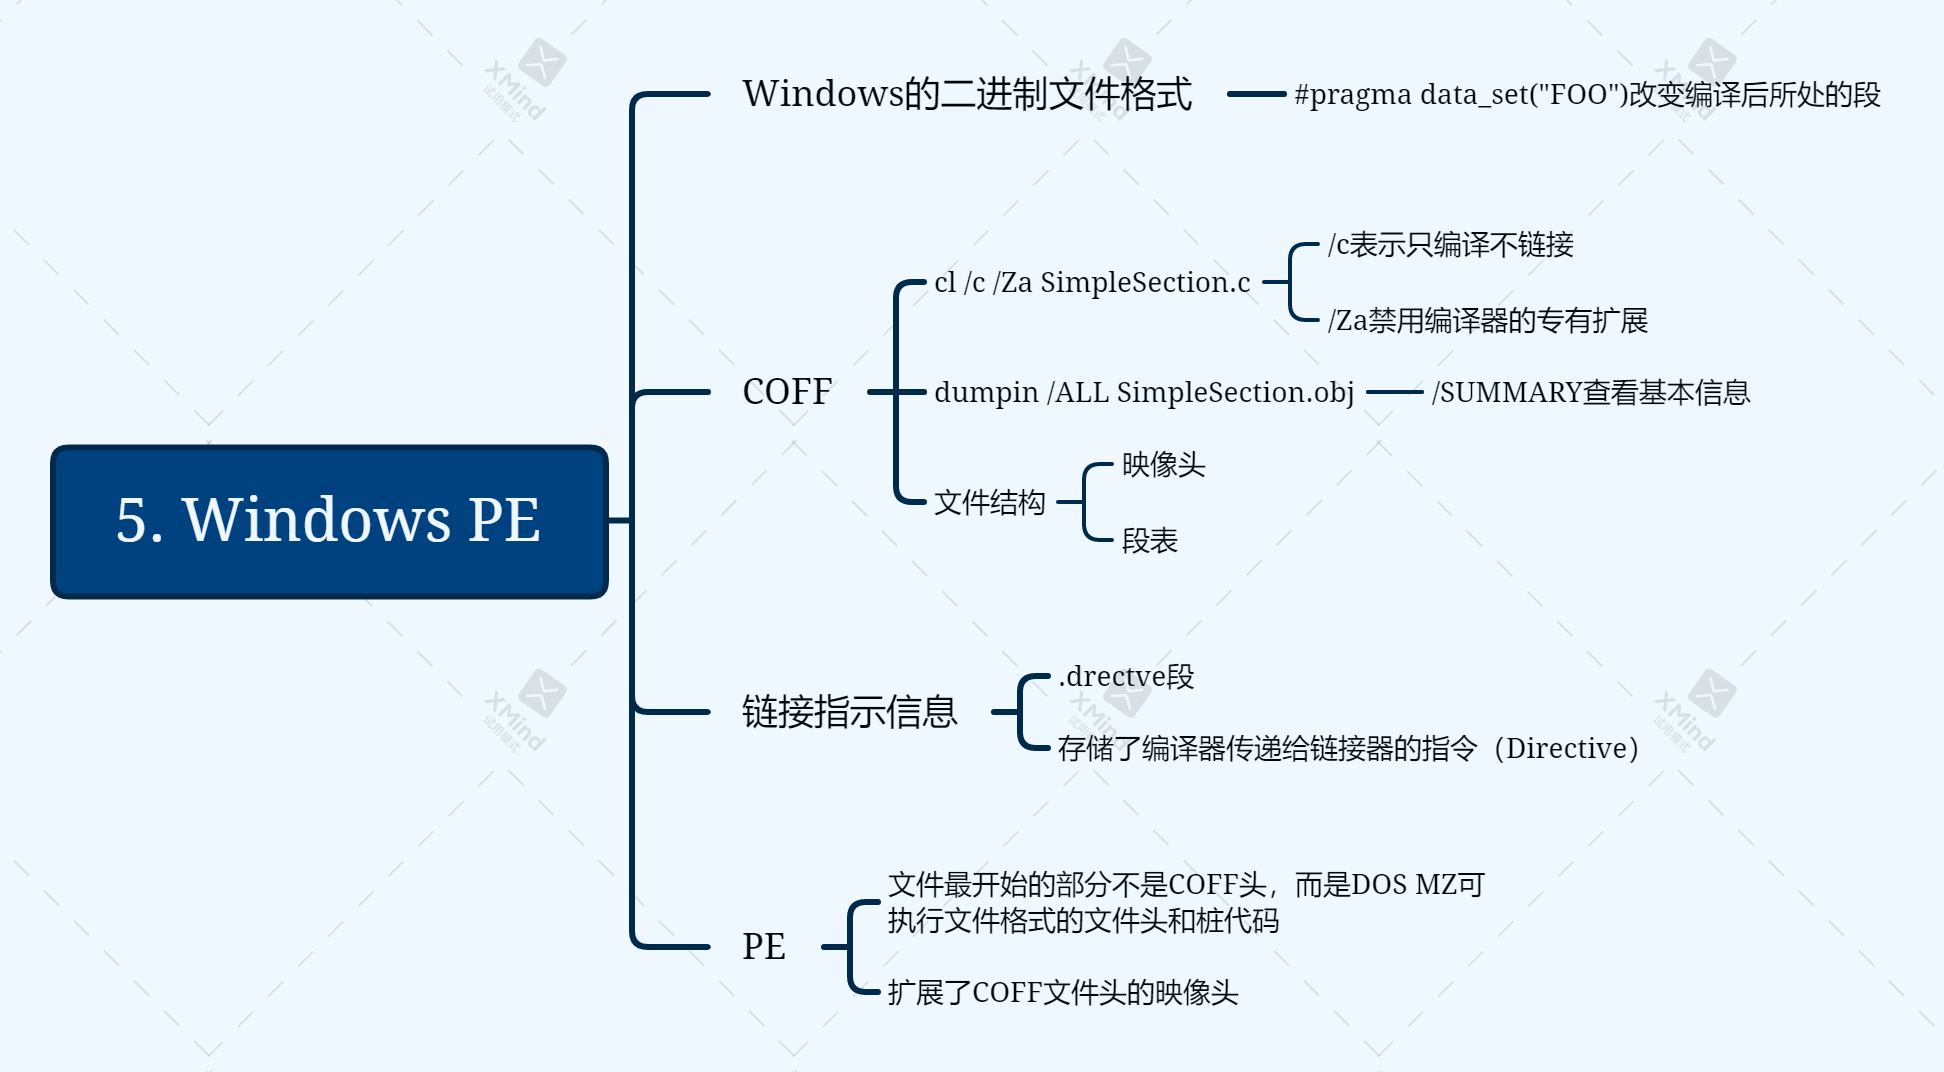 Windows的二进制文件格式
#pragma data_set("FOO")改变编译后所处的段
/c表示只编译不链接
cl /c /Za SimpleSection.c
/Za禁用编译器的专有扩展
COFF
dumpin /ALL SimpleSection.obj
/SUMMARY查看基本信息
映像头
文件结构
段表
5. Windows PE
.drectve段
链接指示信息
存储了编译器传递给链接器的指令（Directive）
文件最开始的部分不是COFF头，而是DOS MZ可
执行文件格式的文件头和桩代码
PE
扩展了COFF文件头的映像头
XMind
试用模式
XMind
试用模式
XMind
试用模式
XMind
试用模式
XMind
试用模式
XMind
试用模式